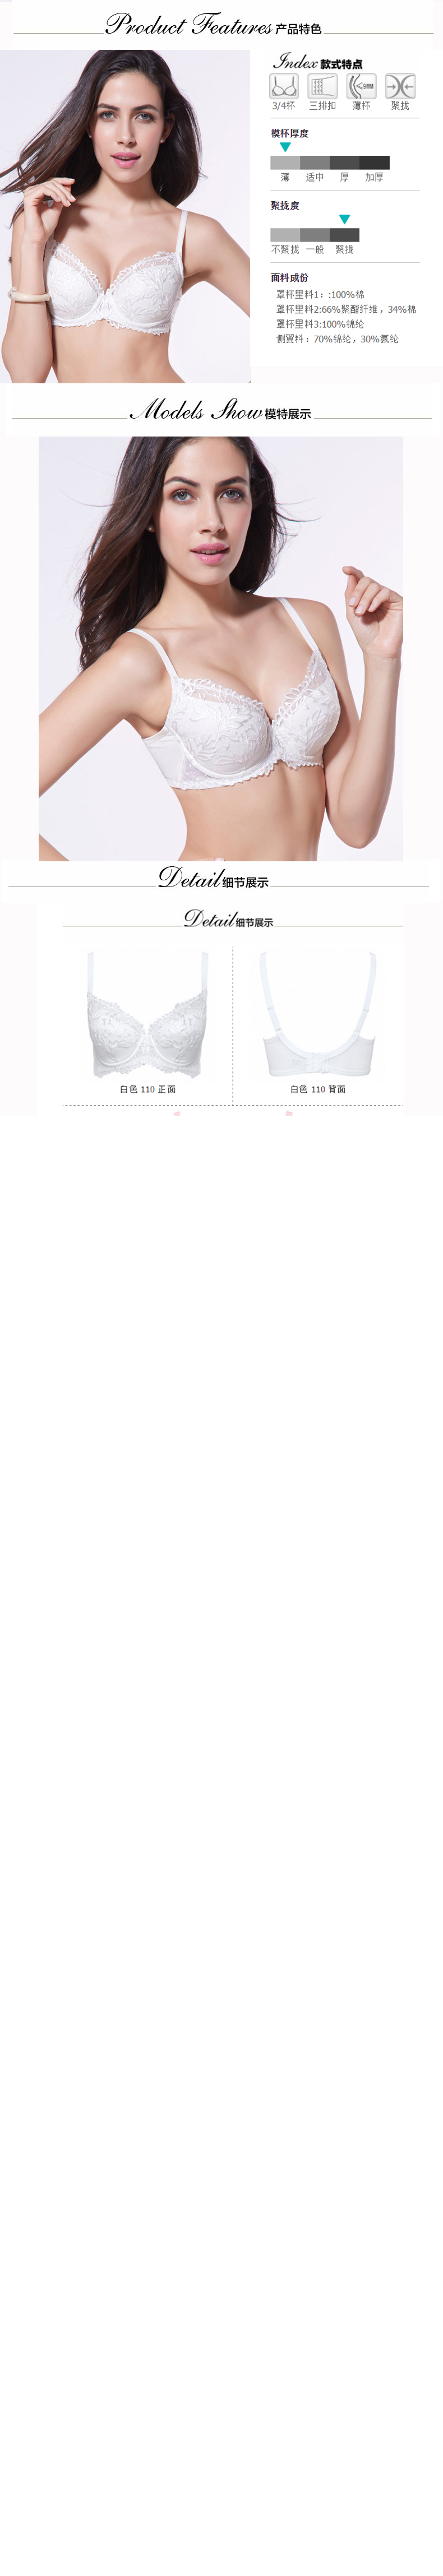 Product Features 产品特色
Index 款式特点
3/4杯 三排扣 薄杯 聚拢
模杯厚度
薄 适中 厚 加厚
聚拢度
不聚拢 一般 聚拢
面料成份
罩杯里料1：:100%棉
罩杯里料2:66%聚酯纤维，34%棉
罩杯里料3:100%锦纶
侧翼料：70%锦纶，30%氨纶
Models Show 模特展示
Detail 细节展示
Detail 细节展示
白色 110 正面 白色 110 背面